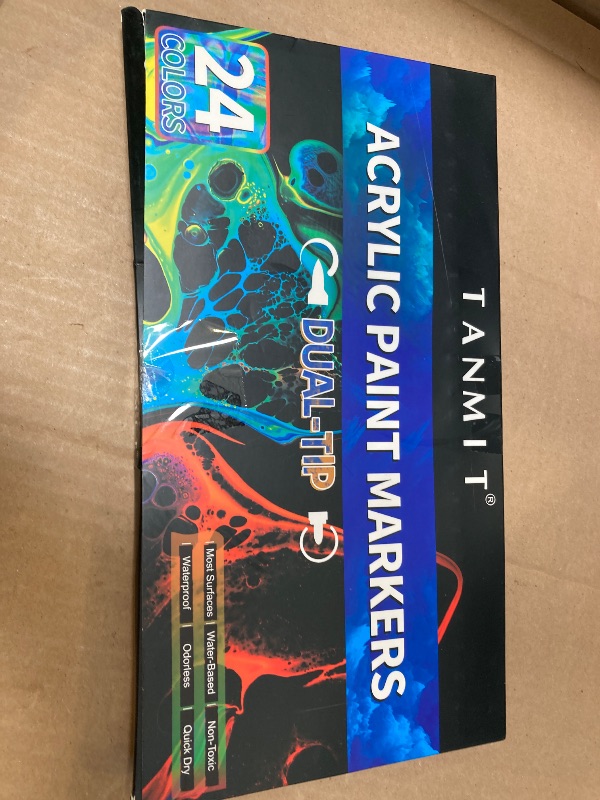 TANMIT®
ACRYLIC PAINT MARKERS
DUAL-TIP
24
COLORS
| Most Surfaces | Water-Based | Non-Toxic
| Waterproof | Odorless | Quick Dry